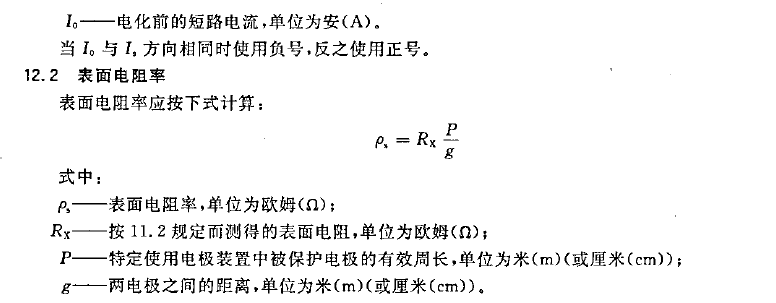 I₀——电化前的短路电流,单位为安(A)。
当 I₀ 与 Iₛ 方向相同时使用负号,反之使用正号。
12.2 表面电阻率
表面电阻率应按下式计算:
ρₛ = Rₓ P/g
式中:
ρₛ——表面电阻率,单位为欧姆(Ω);
Rₓ——按 11.2 规定而测得的表面电阻,单位为欧姆(Ω);
P——特定使用电极装置中被保护电极的有效周长,单位为米(m)(或厘米(cm));
g——两电极之间的距离,单位为米(m)(或厘米(cm))。